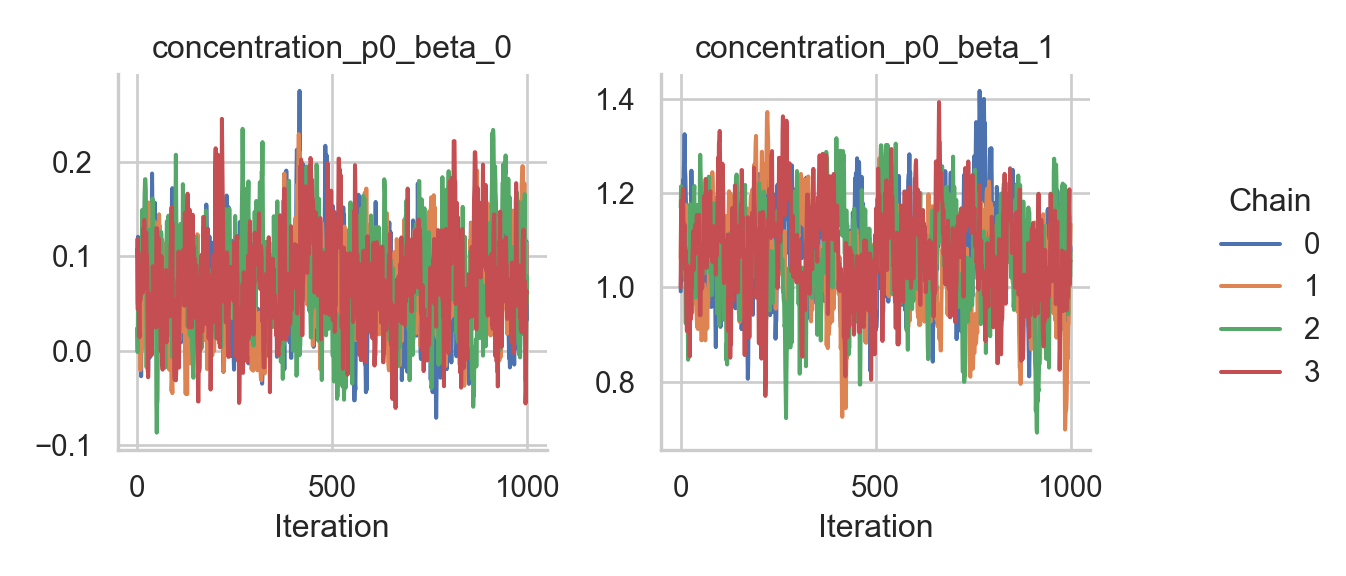 concentration_p0_beta_0
0.2
0.1
0.0
−0.1
0 500 1000
Iteration
concentration_p0_beta_1
1.4
1.2
1.0
0.8
0 500 1000
Iteration
Chain
0
1
2
3